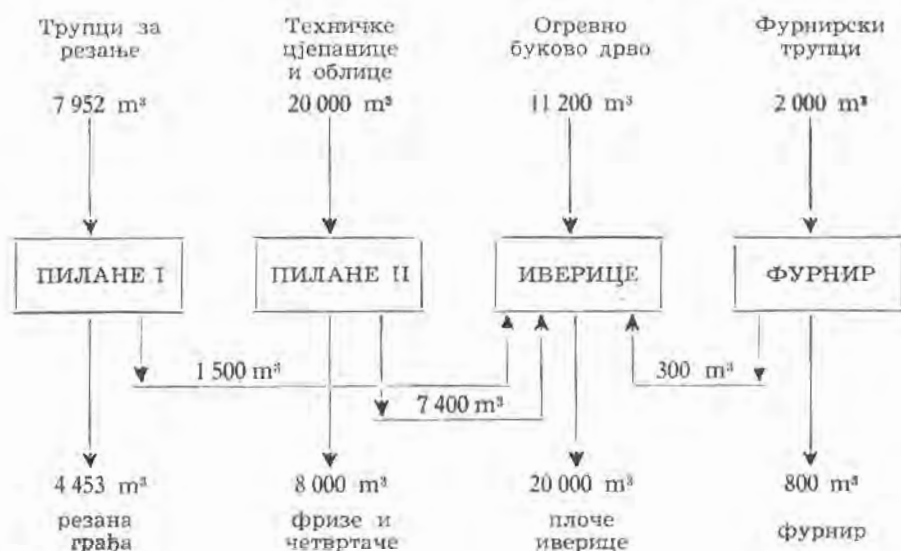 Трупци за
резање
7 952 m³
Техничке
цјепанице
и облице
20 000 m³
Огревно
буково дрво
11 200 m³
Фурнирски
трупци
2 000 m³
ПИЛАНЕ I
ПИЛАНЕ II
ИВЕРИЦЕ
ФУРНИР
1 500 m³
7 400 m³
300 m³
4 453 m³
резана
грађа
8 000 m³
фризе и
четвртаче
20 000 m³
плоче
иверице
800 m³
фурнир